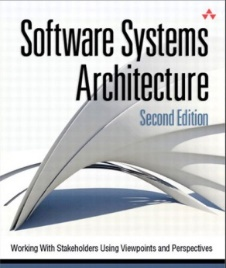 Software Systems
Architecture
Second Edition
Working With Stakeholders Using Viewpoints and Perspectives